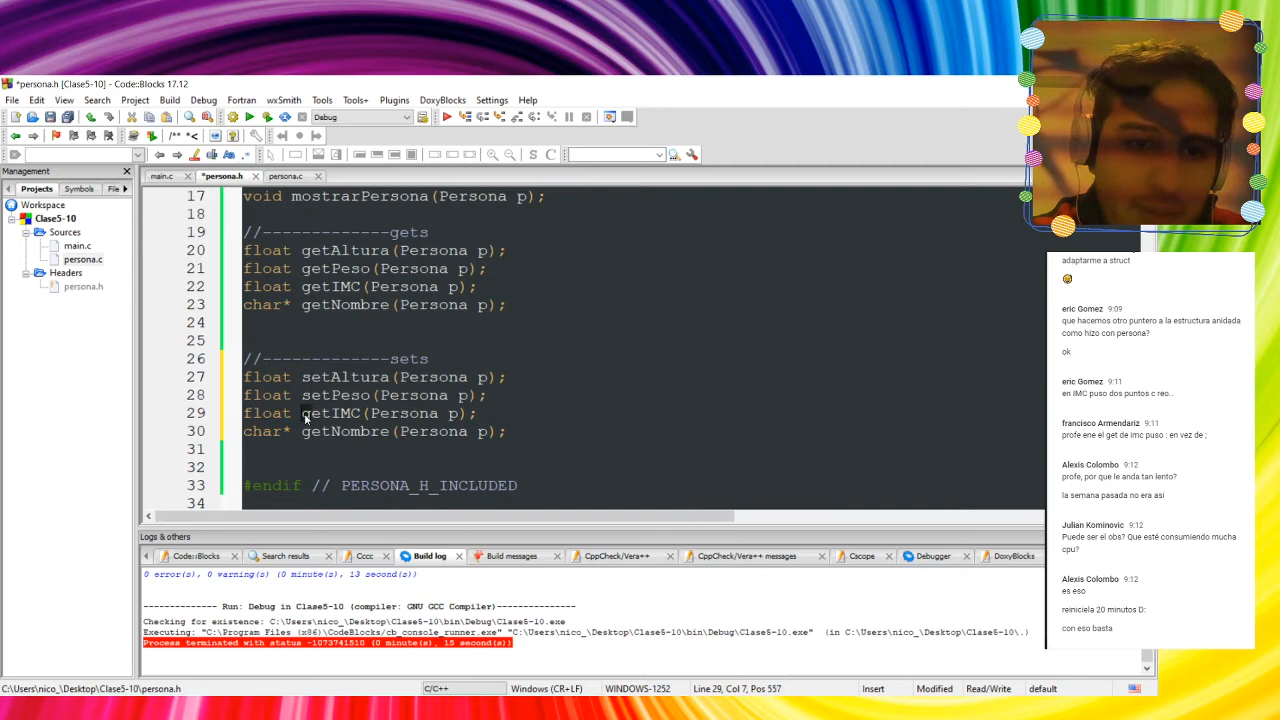 *persona.h [Clase5-10] - Code::Blocks 17.12
File Edit View Search Project Build Debug Fortran wxSmith Tools Tools+ Plugins DoxyBlocks Settings Help
Debug
Management
main.c *persona.h persona.c
Projects Symbols File
Workspace
Clase5-10
Sources
main.c
persona.c
Headers
persona.h
17 void mostrarPersona(Persona p);
18
19 //-------------gets
20 float getAltura(Persona p);
21 float getPeso(Persona p);
22 float getIMC(Persona p);
23 char* getNombre(Persona p);
24
25
26 //-------------sets
27 float setAltura(Persona p);
28 float setPeso(Persona p);
29 float getIMC(Persona p);
30 char* getNombre(Persona p);
31
32
33 #endif // PERSONA_H_INCLUDED
34
Logs & others
Code::Blocks Search results Cccc Build log Build messages CppCheck/Vera++ CppCheck/Vera++ messages Cscope Debugger DoxyBlocks
0 error(s), 0 warning(s) (0 minute(s), 13 second(s))
-------------- Run: Debug in Clase5-10 (compiler: GNU GCC Compiler)---------------
Checking for existence: C:\Users\nico_\Desktop\Clase5-10\bin\Debug\Clase5-10.exe
Executing: "C:\Program Files (x86)\CodeBlocks/cb_console_runner.exe" "C:\Users\nico_\Desktop\Clase5-10\bin\Debug\Clase5-10.exe"  (in C:\Users\nico_\Desktop\Clase5-10\.)
Process terminated with status -1073741510 (0 minute(s), 15 second(s))
C:\Users\nico_\Desktop\Clase5-10\persona.h C/C++ Windows (CR+LF) WINDOWS-1252 Line 29, Col 7, Pos 557 Insert Modified Read/Write default
adaptarme a struct
😅
eric Gomez 9:09
que hacemos otro puntero a la estructura anidada
como hizo con persona?
ok
eric Gomez 9:11
en IMC puso dos puntos c reo..
francisco Armendariz 9:11
profe ene el get de imc puso : en vez de ;
Alexis Colombo 9:12
profe, por que le anda tan lento?
la semana pasada no era asi
Julian Kominovic 9:12
Puede ser el obs? Que esté consumiendo mucha
cpu?
Alexis Colombo 9:12
es eso
reiniciela 20 minutos D:
con eso basta